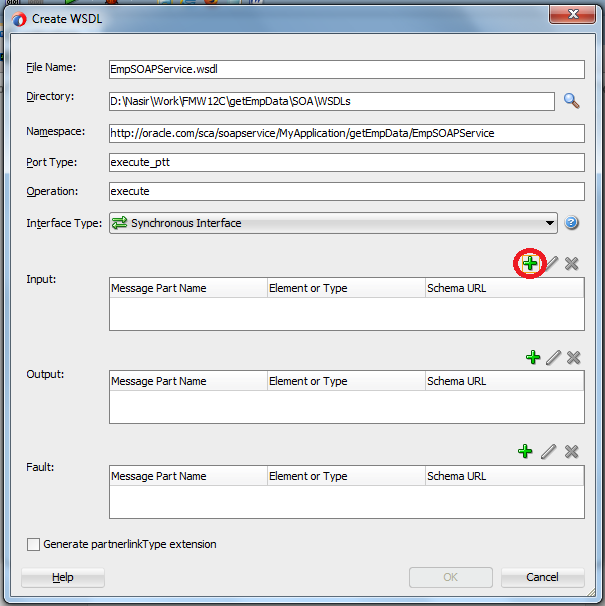 Create WSDL
File Name: EmpSOAPService.wsdl
Directory: D:\Nasir\Work\FMW12C\getEmpData\SOA\WSDLs
Namespace: http://oracle.com/sca/soapservice/MyApplication/getEmpData/EmpSOAPService
Port Type: execute_ptt
Operation: execute
Interface Type: Synchronous Interface
Input:
Message Part Name Element or Type Schema URL
Output:
Message Part Name Element or Type Schema URL
Fault:
Message Part Name Element or Type Schema URL
Generate partnerlinkType extension
Help OK Cancel